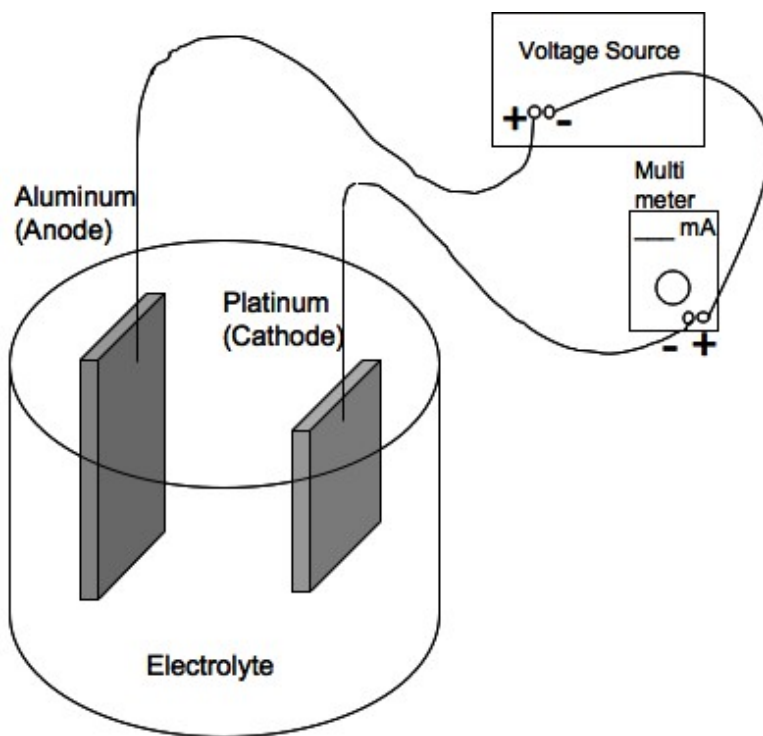 Voltage Source
+ -
Multi
meter
___ mA
- +
Aluminum
(Anode)
Platinum
(Cathode)
Electrolyte